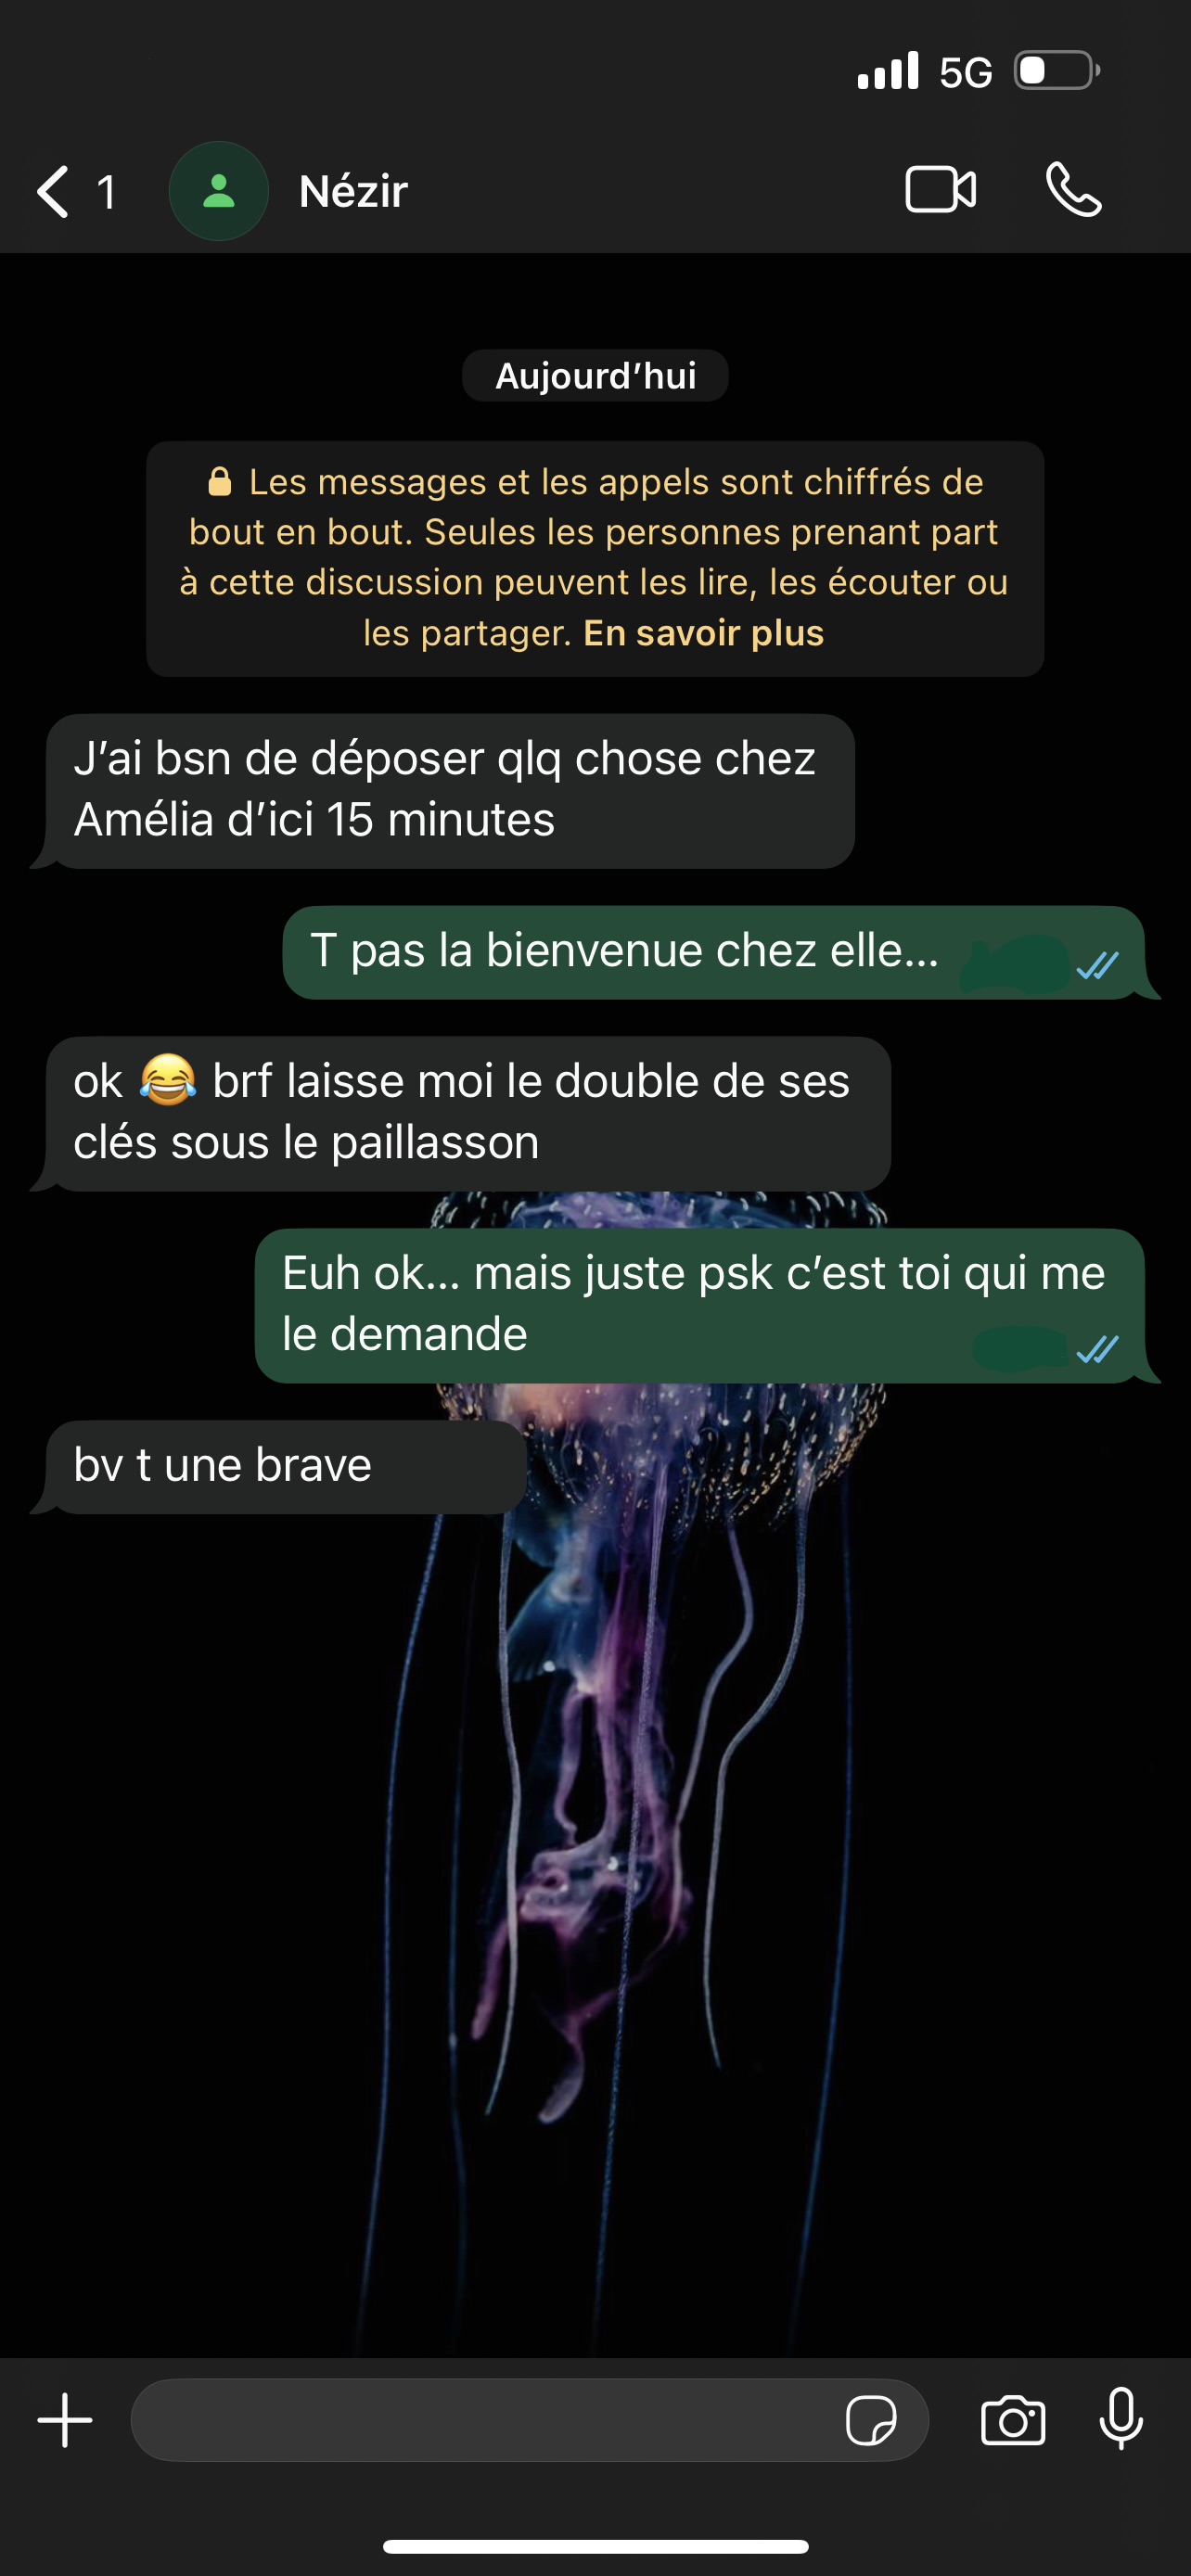 5G
1 Nézir
Aujourd’hui
🔒 Les messages et les appels sont chiffrés de
bout en bout. Seules les personnes prenant part
à cette discussion peuvent les lire, les écouter ou
les partager. En savoir plus
J’ai bsn de déposer qlq chose chez
Amélia d’ici 15 minutes
T pas la bienvenue chez elle...
ok 😂 brf laisse moi le double de ses
clés sous le paillasson
Euh ok... mais juste psk c’est toi qui me
le demande
bv t une brave